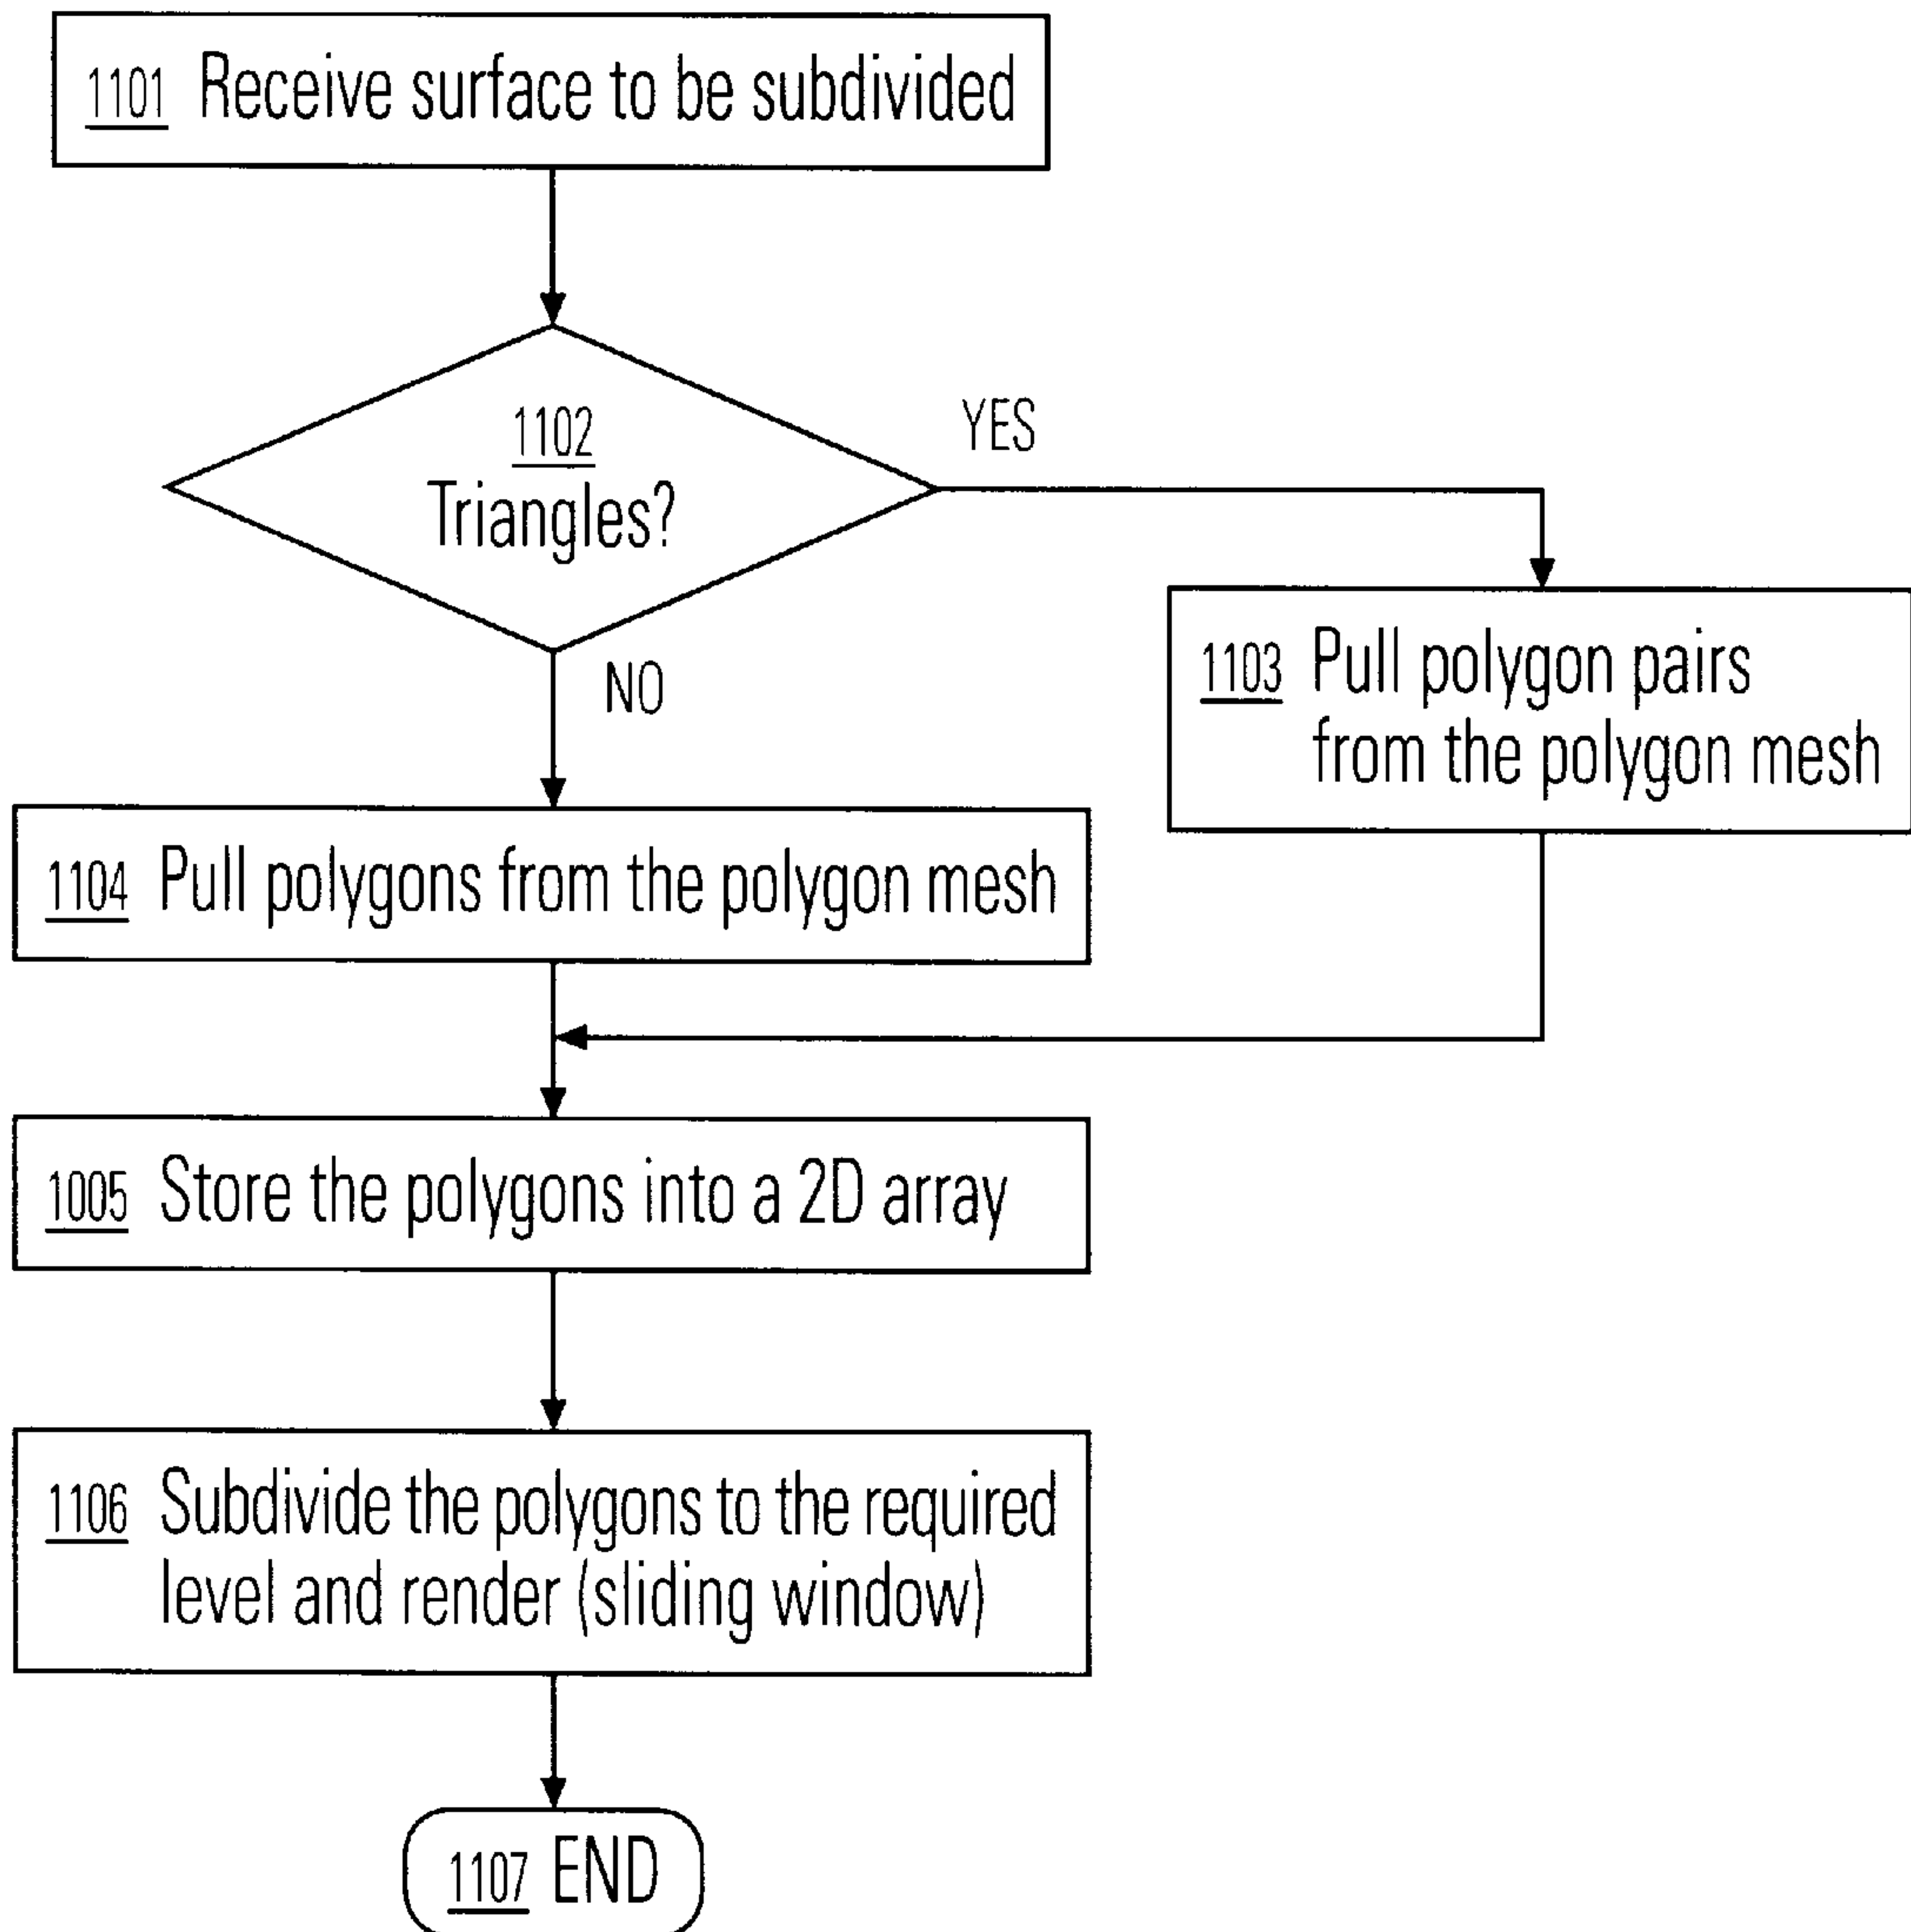 1101 Receive surface to be subdivided
1102
Triangles?
YES
NO
1103 Pull polygon pairs
from the polygon mesh
1104 Pull polygons from the polygon mesh
1005 Store the polygons into a 2D array
1106 Subdivide the polygons to the required
level and render (sliding window)
1107 END